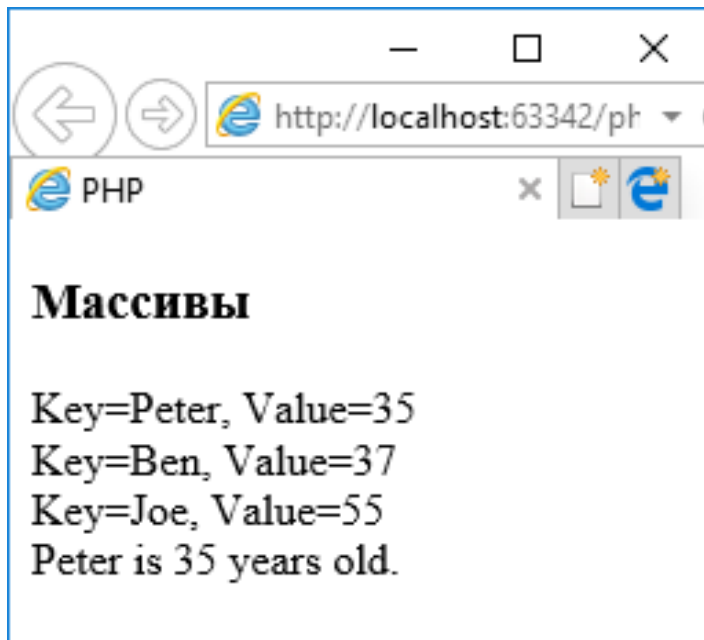 http://localhost:63342/ph
PHP
Массивы
Key=Peter, Value=35
Key=Ben, Value=37
Key=Joe, Value=55
Peter is 35 years old.